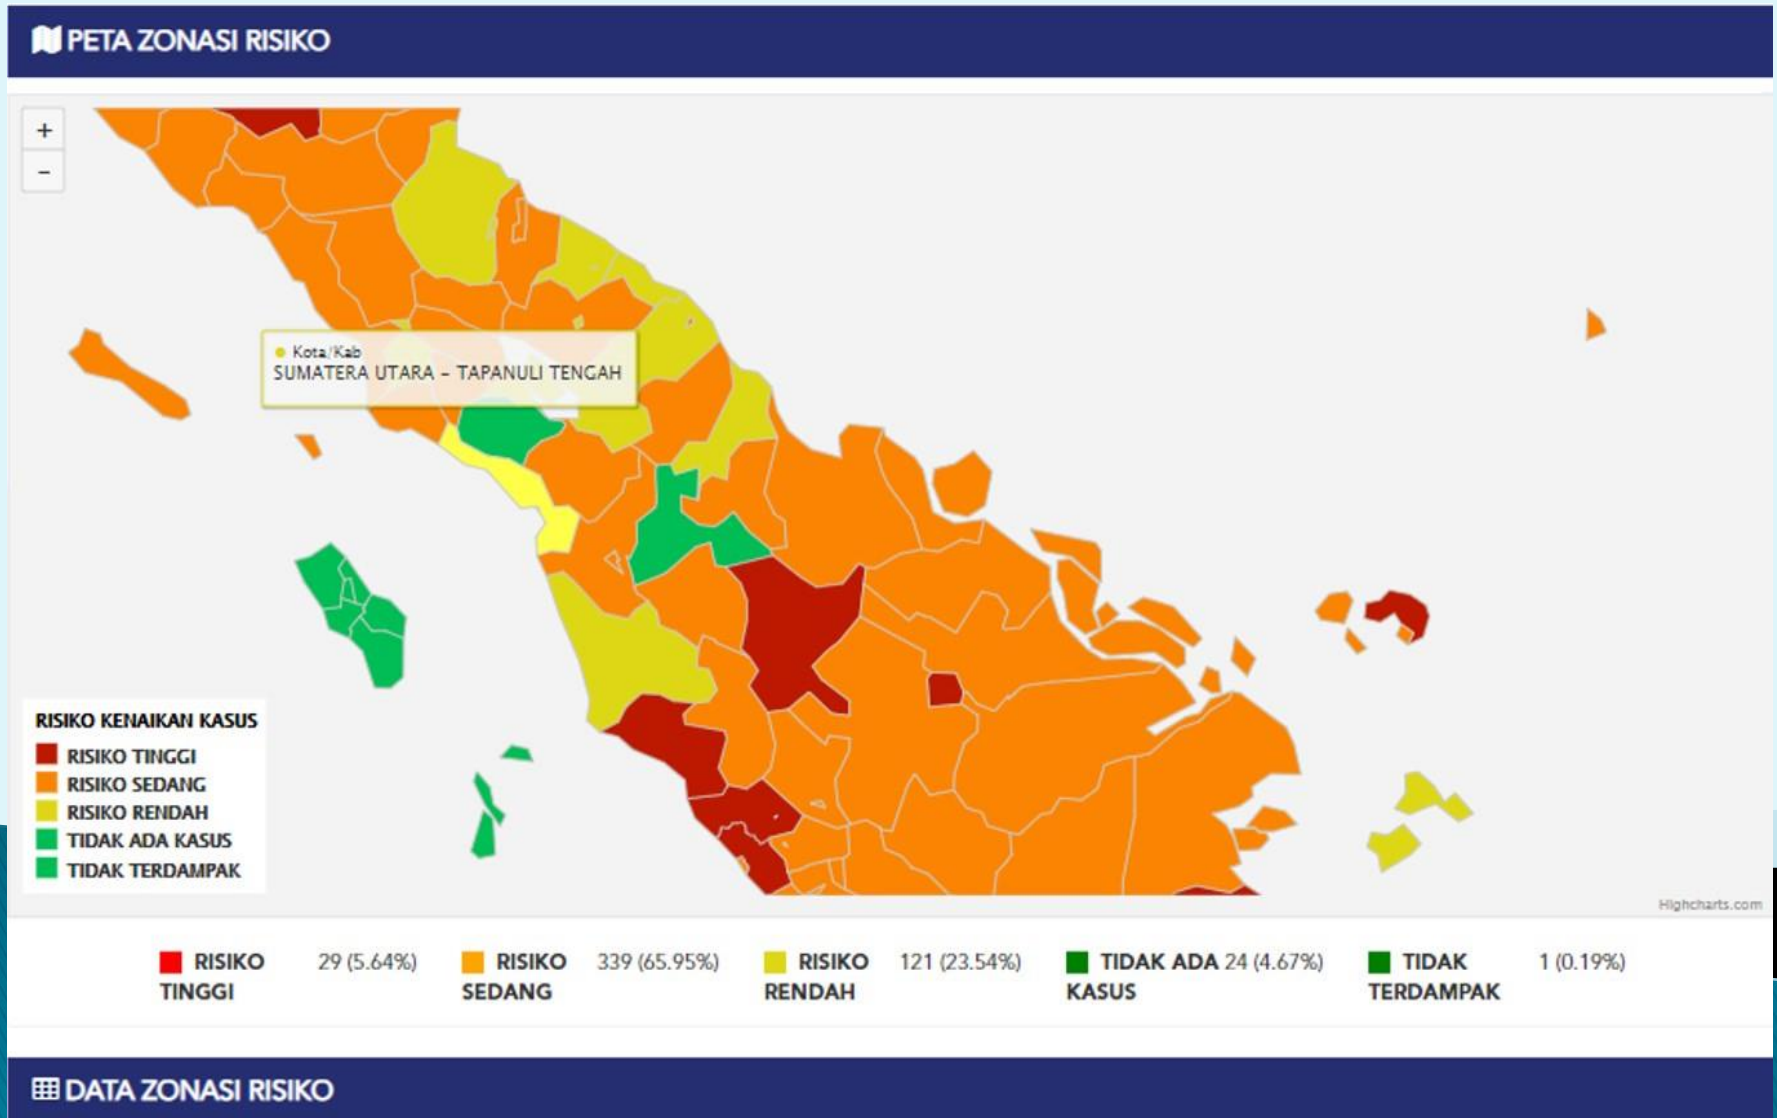 PETA ZONASI RISIKO
+
-
Kota/Kab
SUMATERA UTARA - TAPANULI TENGAH
RISIKO KENAIKAN KASUS
RISIKO TINGGI
RISIKO SEDANG
RISIKO RENDAH
TIDAK ADA KASUS
TIDAK TERDAMPAK
Highcharts.com
RISIKO TINGGI 29 (5.64%)
RISIKO SEDANG 339 (65.95%)
RISIKO RENDAH 121 (23.54%)
TIDAK ADA KASUS 24 (4.67%)
TIDAK TERDAMPAK 1 (0.19%)
DATA ZONASI RISIKO